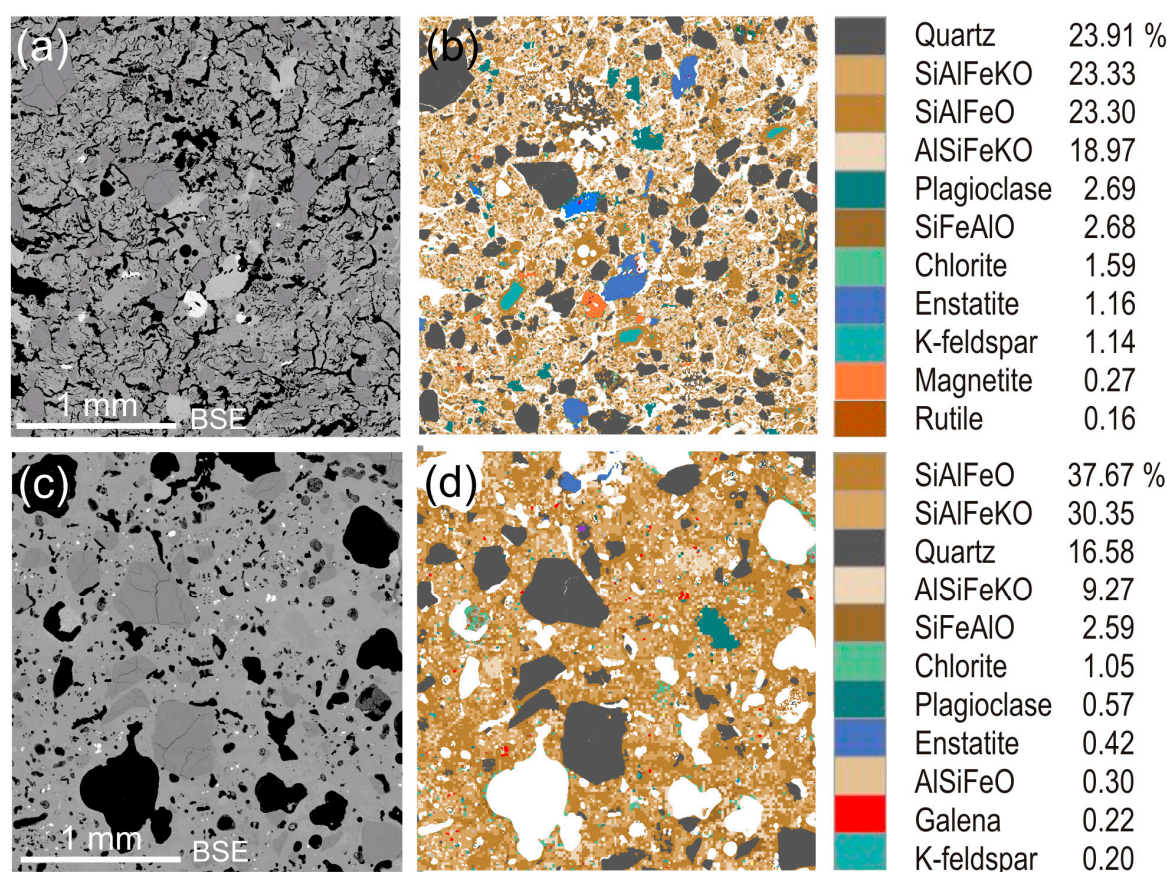 (a)
1 mm
BSE
(b)
Quartz 23.91 %
SiAlFeKO 23.33
SiAlFeO 23.30
AlSiFeKO 18.97
Plagioclase 2.69
SiFeAlO 2.68
Chlorite 1.59
Enstatite 1.16
K-feldspar 1.14
Magnetite 0.27
Rutile 0.16
(c)
1 mm
BSE
(d)
SiAlFeO 37.67 %
SiAlFeKO 30.35
Quartz 16.58
AlSiFeKO 9.27
SiFeAlO 2.59
Chlorite 1.05
Plagioclase 0.57
Enstatite 0.42
AlSiFeO 0.30
Galena 0.22
K-feldspar 0.20